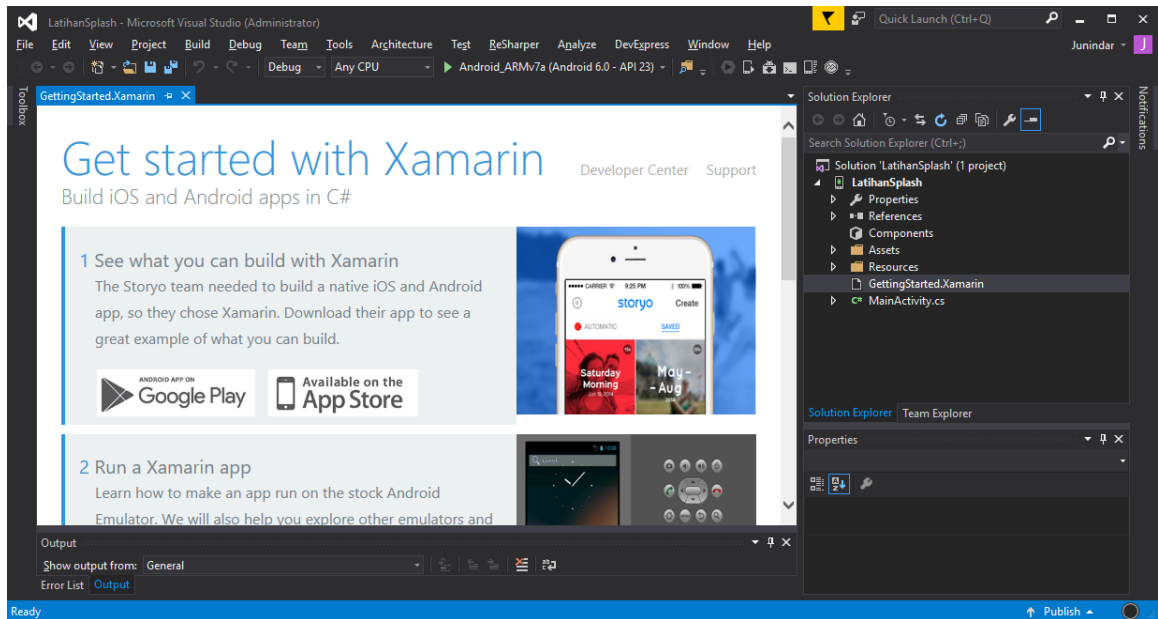 LatihanSplash - Microsoft Visual Studio (Administrator)
Quick Launch (Ctrl+Q)
File Edit View Project Build Debug Team Tools Architecture Test ReSharper Analyze DevExpress Window Help
Junindar
J
Debug
Any CPU
Android_ARMv7a (Android 6.0 - API 23)
Toolbox
GettingStarted.Xamarin
Get started with Xamarin
Developer Center Support
Build iOS and Android apps in C#
1 See what you can build with Xamarin
The Storyo team needed to build a native iOS and Android
app, so they chose Xamarin. Download their app to see a
great example of what you can build.
ANDROID APP ON
Google Play
Available on the
App Store
CARRIER 9:25 PM 100%
storyo Create
AUTOMATIC SAVED
Saturday
Morning
May -
- Aug
2 Run a Xamarin app
Learn how to make an app run on the stock Android
Emulator. We will also help you explore other emulators and
Output
Show output from: General
Error List Output
Solution Explorer
Search Solution Explorer (Ctrl+;)
Solution 'LatihanSplash' (1 project)
LatihanSplash
Properties
References
Components
Assets
Resources
GettingStarted.Xamarin
C# MainActivity.cs
Solution Explorer Team Explorer
Properties
Notifications
Ready
Publish